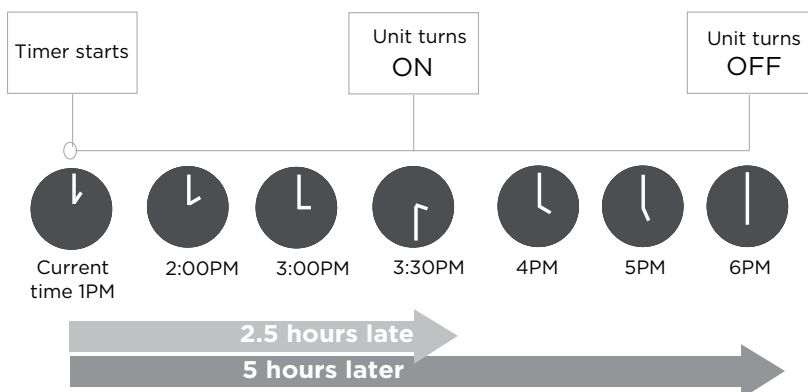 Timer starts
Unit turns
ON
Unit turns
OFF
Current
time 1PM
2:00PM
3:00PM
3:30PM
4PM
5PM
6PM
2.5 hours late
5 hours later